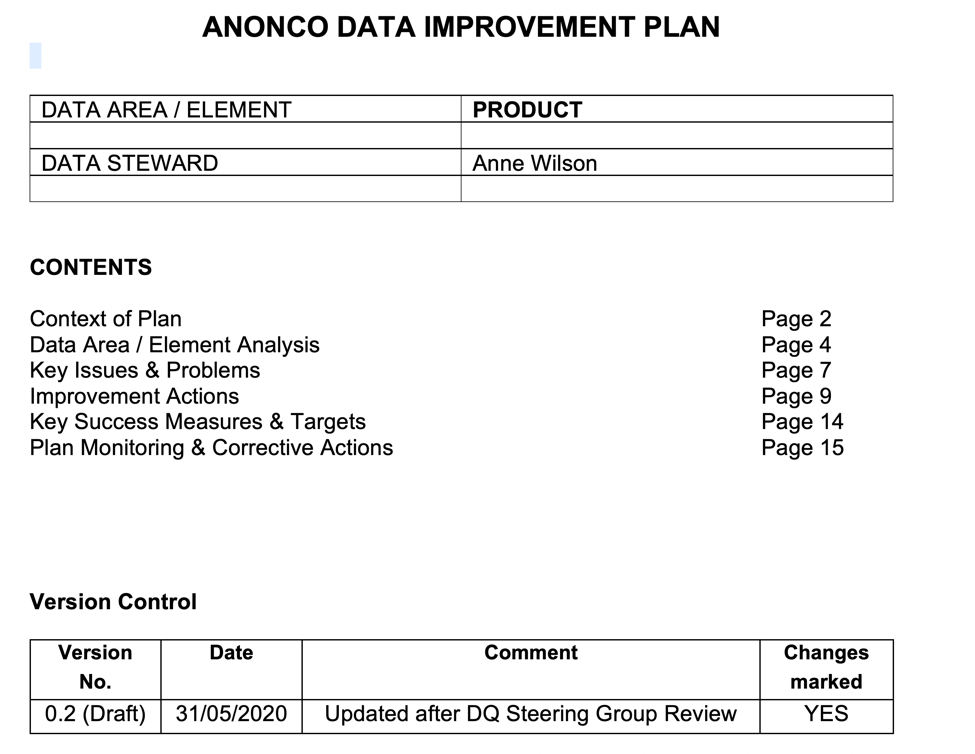 ANONCO DATA IMPROVEMENT PLAN
DATA AREA / ELEMENT PRODUCT
DATA STEWARD Anne Wilson
CONTENTS
Context of Plan Page 2
Data Area / Element Analysis Page 4
Key Issues & Problems Page 7
Improvement Actions Page 9
Key Success Measures & Targets Page 14
Plan Monitoring & Corrective Actions Page 15
Version Control
Version No. Date Comment Changes marked
0.2 (Draft) 31/05/2020 Updated after DQ Steering Group Review YES